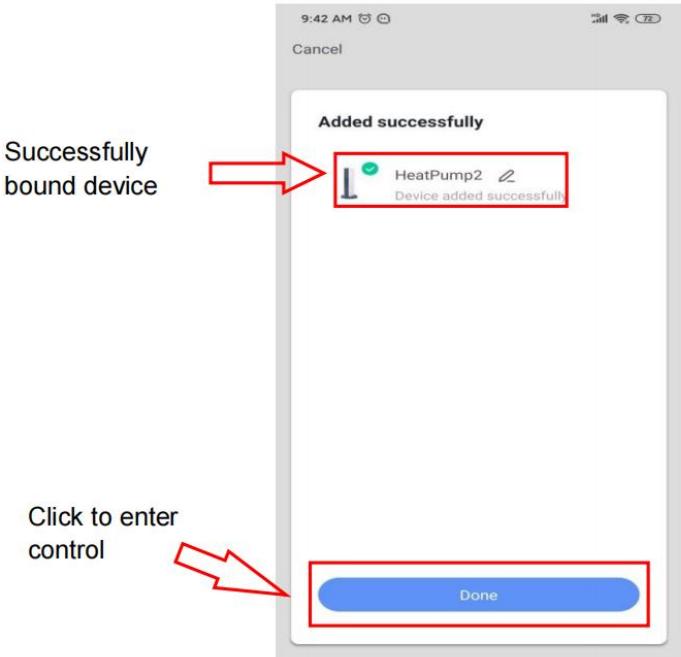 9:42 AM
HD
72
Cancel
Added successfully
Successfully
bound device
HeatPump2
Device added successfully
Click to enter
control
Done